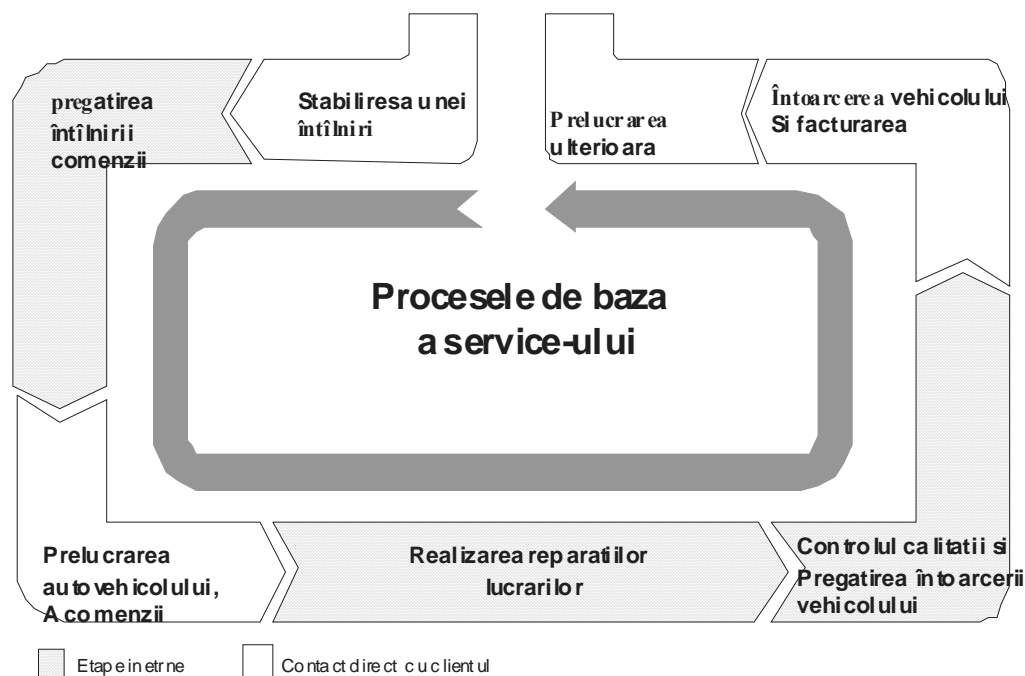 pregatirea
întîlnirii
comenzii
Stabiliresa unei
întîlniri
Prelucrarea
ulterioara
Întoarcerea vehicolului
Si facturarea
Procesele de baza
a service-ului
Prelucrarea
autovehicolului,
A comenzii
Realizarea reparatiilor
lucrarilor
Controlul calitatii si
Pregatirea întoarcerii
vehicolului
Etape inetrne
Contact direct cu clientul